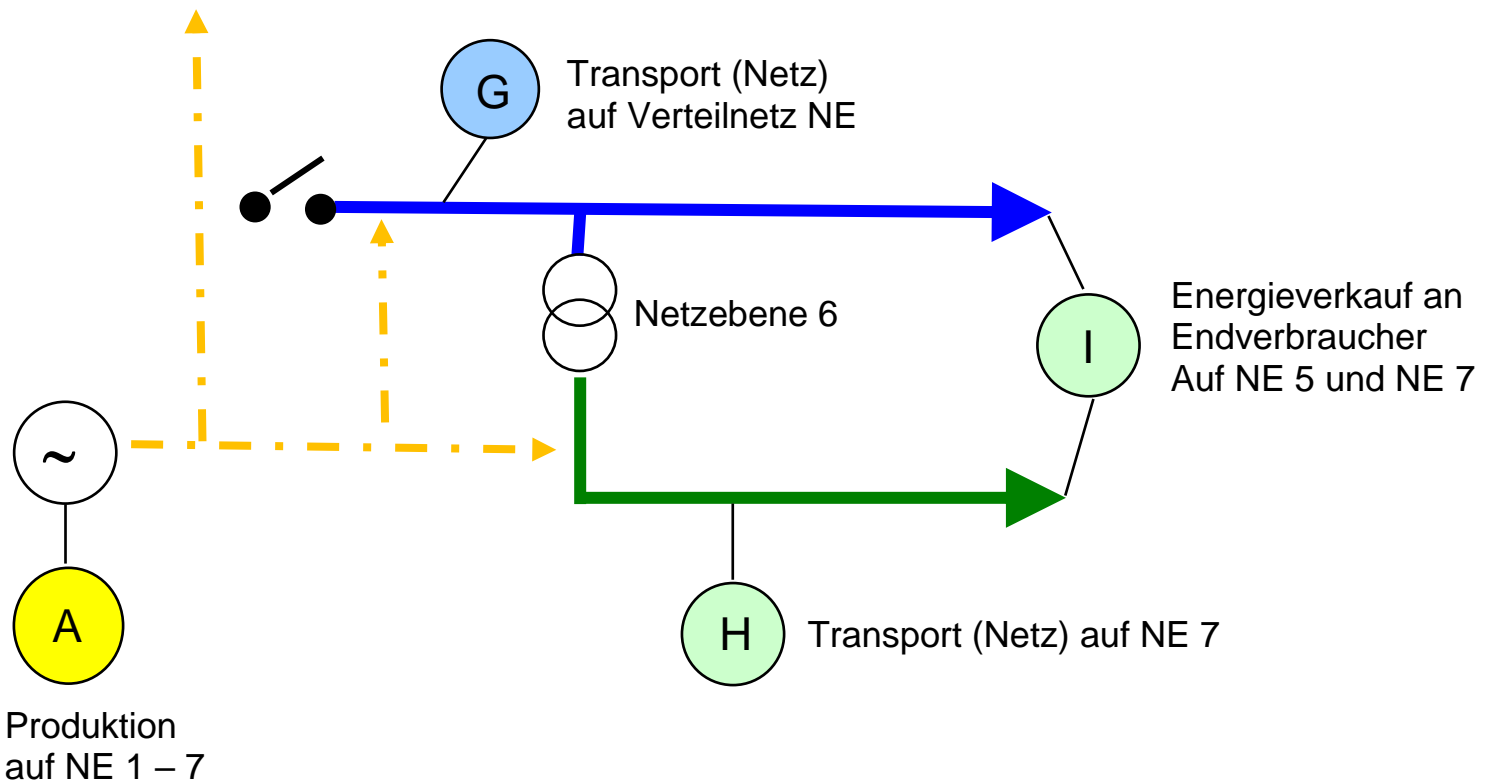 G
Transport (Netz)
auf Verteilnetz NE
Netzebene 6
I
Energieverkauf an
Endverbraucher
Auf NE 5 und NE 7
~
A
Produktion
auf NE 1 – 7
H
Transport (Netz) auf NE 7